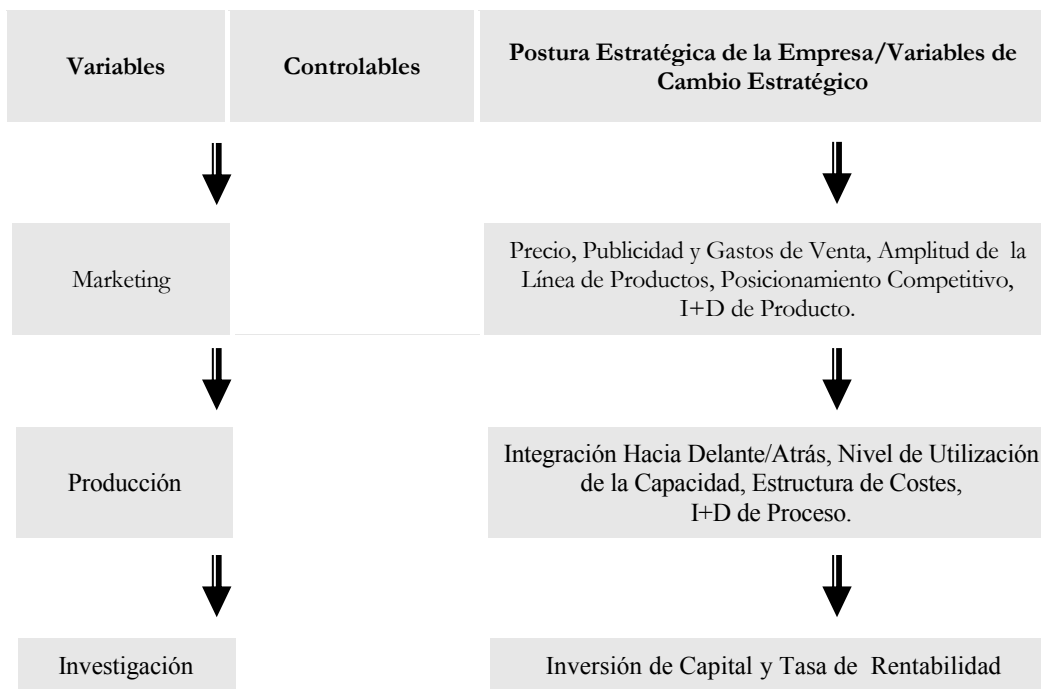 Variables
Controlables
Postura Estratégica de la Empresa/Variables de
Cambio Estratégico
Marketing
Precio, Publicidad y Gastos de Venta, Amplitud de la
Línea de Productos, Posicionamiento Competitivo,
I+D de Producto.
Producción
Integración Hacia Delante/Atrás, Nivel de Utilización
de la Capacidad, Estructura de Costes,
I+D de Proceso.
Investigación
Inversión de Capital y Tasa de Rentabilidad